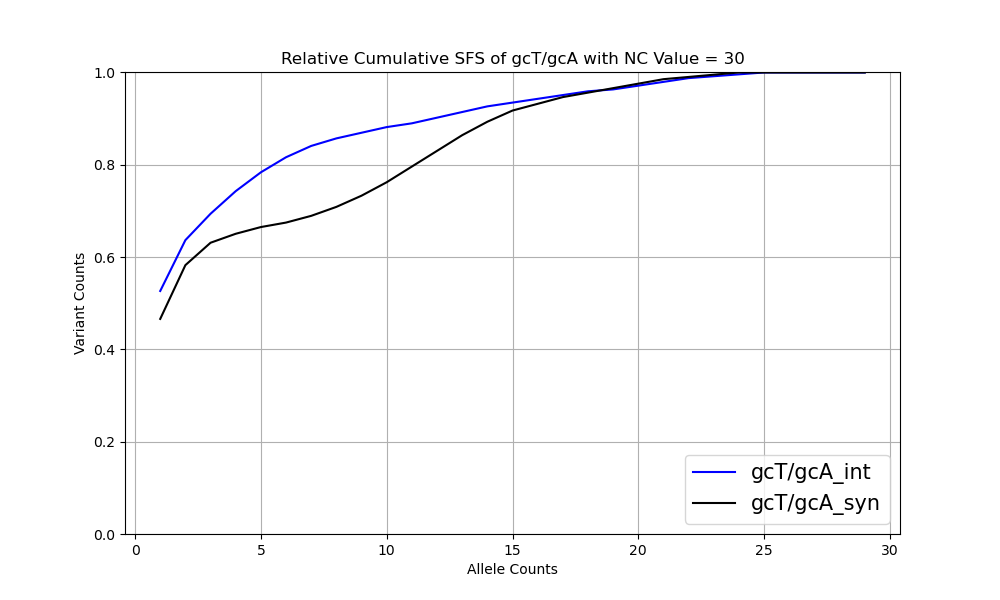 Relative Cumulative SFS of gcT/gcA with NC Value = 30
1.0
0.8
0.6
0.4
0.2
0.0
Variant Counts
0 5 10 15 20 25 30
Allele Counts
gcT/gcA_int
gcT/gcA_syn